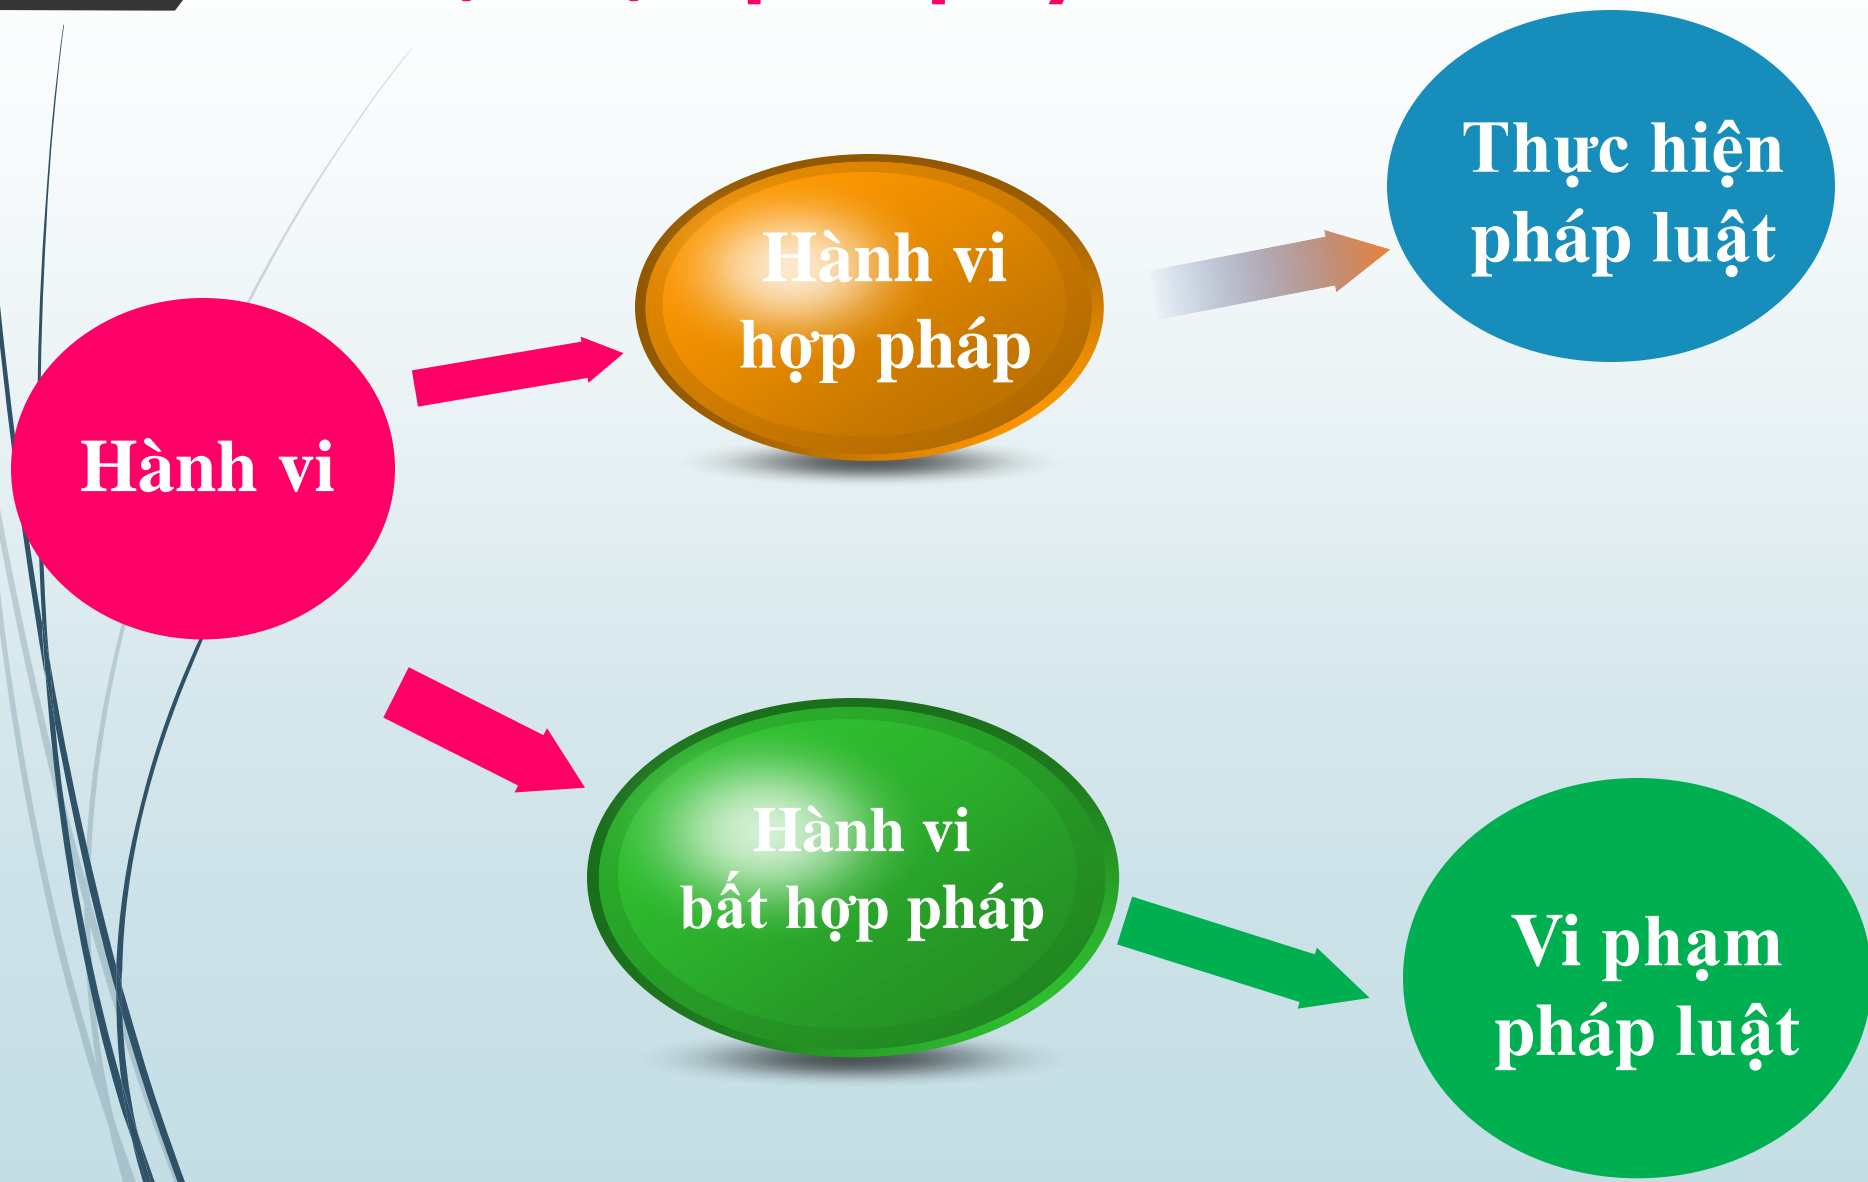 Hành vi
Hành vi
hợp pháp
Thực hiện
pháp luật
Hành vi
bất hợp pháp
Vi phạm
pháp luật